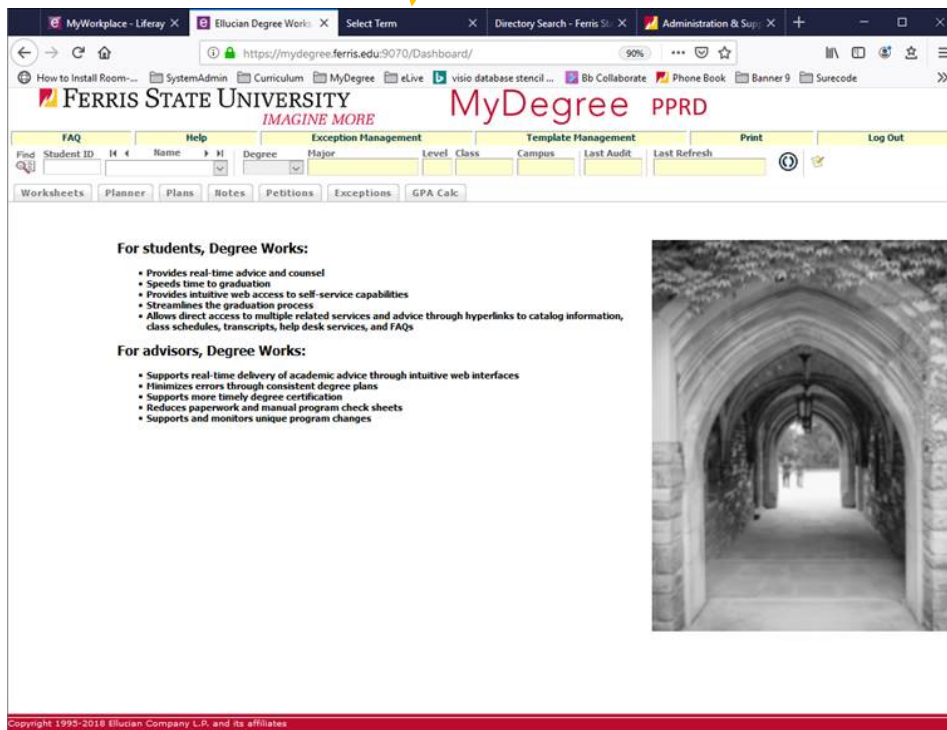 MyWorkplace - Liferay
Ellucian Degree Works
Select Term
Directory Search - Ferris St
Administration & Supp
https://mydegree.ferris.edu:9070/Dashboard/
90%
How to Install Room-...
SystemAdmin
Curriculum
MyDegree
eLive
visio database stencil ...
Bb Collaborate
Phone Book
Banner 9
Surecode
FERRIS STATE UNIVERSITY
IMAGINE MORE
MyDegree PPRD
FAQ Help Exception Management Template Management Print Log Out
Find Student ID Name Degree Major Level Class Campus Last Audit Last Refresh
Worksheets Planner Plans Notes Petitions Exceptions GPA Calc
For students, Degree Works:
• Provides real-time advice and counsel
• Speeds time to graduation
• Provides intuitive web access to self-service capabilities
• Streamlines the graduation process
• Allows direct access to multiple related services and advice through hyperlinks to catalog information,
class schedules, transcripts, help desk services, and FAQs
For advisors, Degree Works:
• Supports real-time delivery of academic advice through intuitive web interfaces
• Minimizes errors through consistent degree plans
• Supports more timely degree certification
• Reduces paperwork and manual program check sheets
• Supports and monitors unique program changes
Copyright 1995-2018 Ellucian Company L.P. and its affiliates